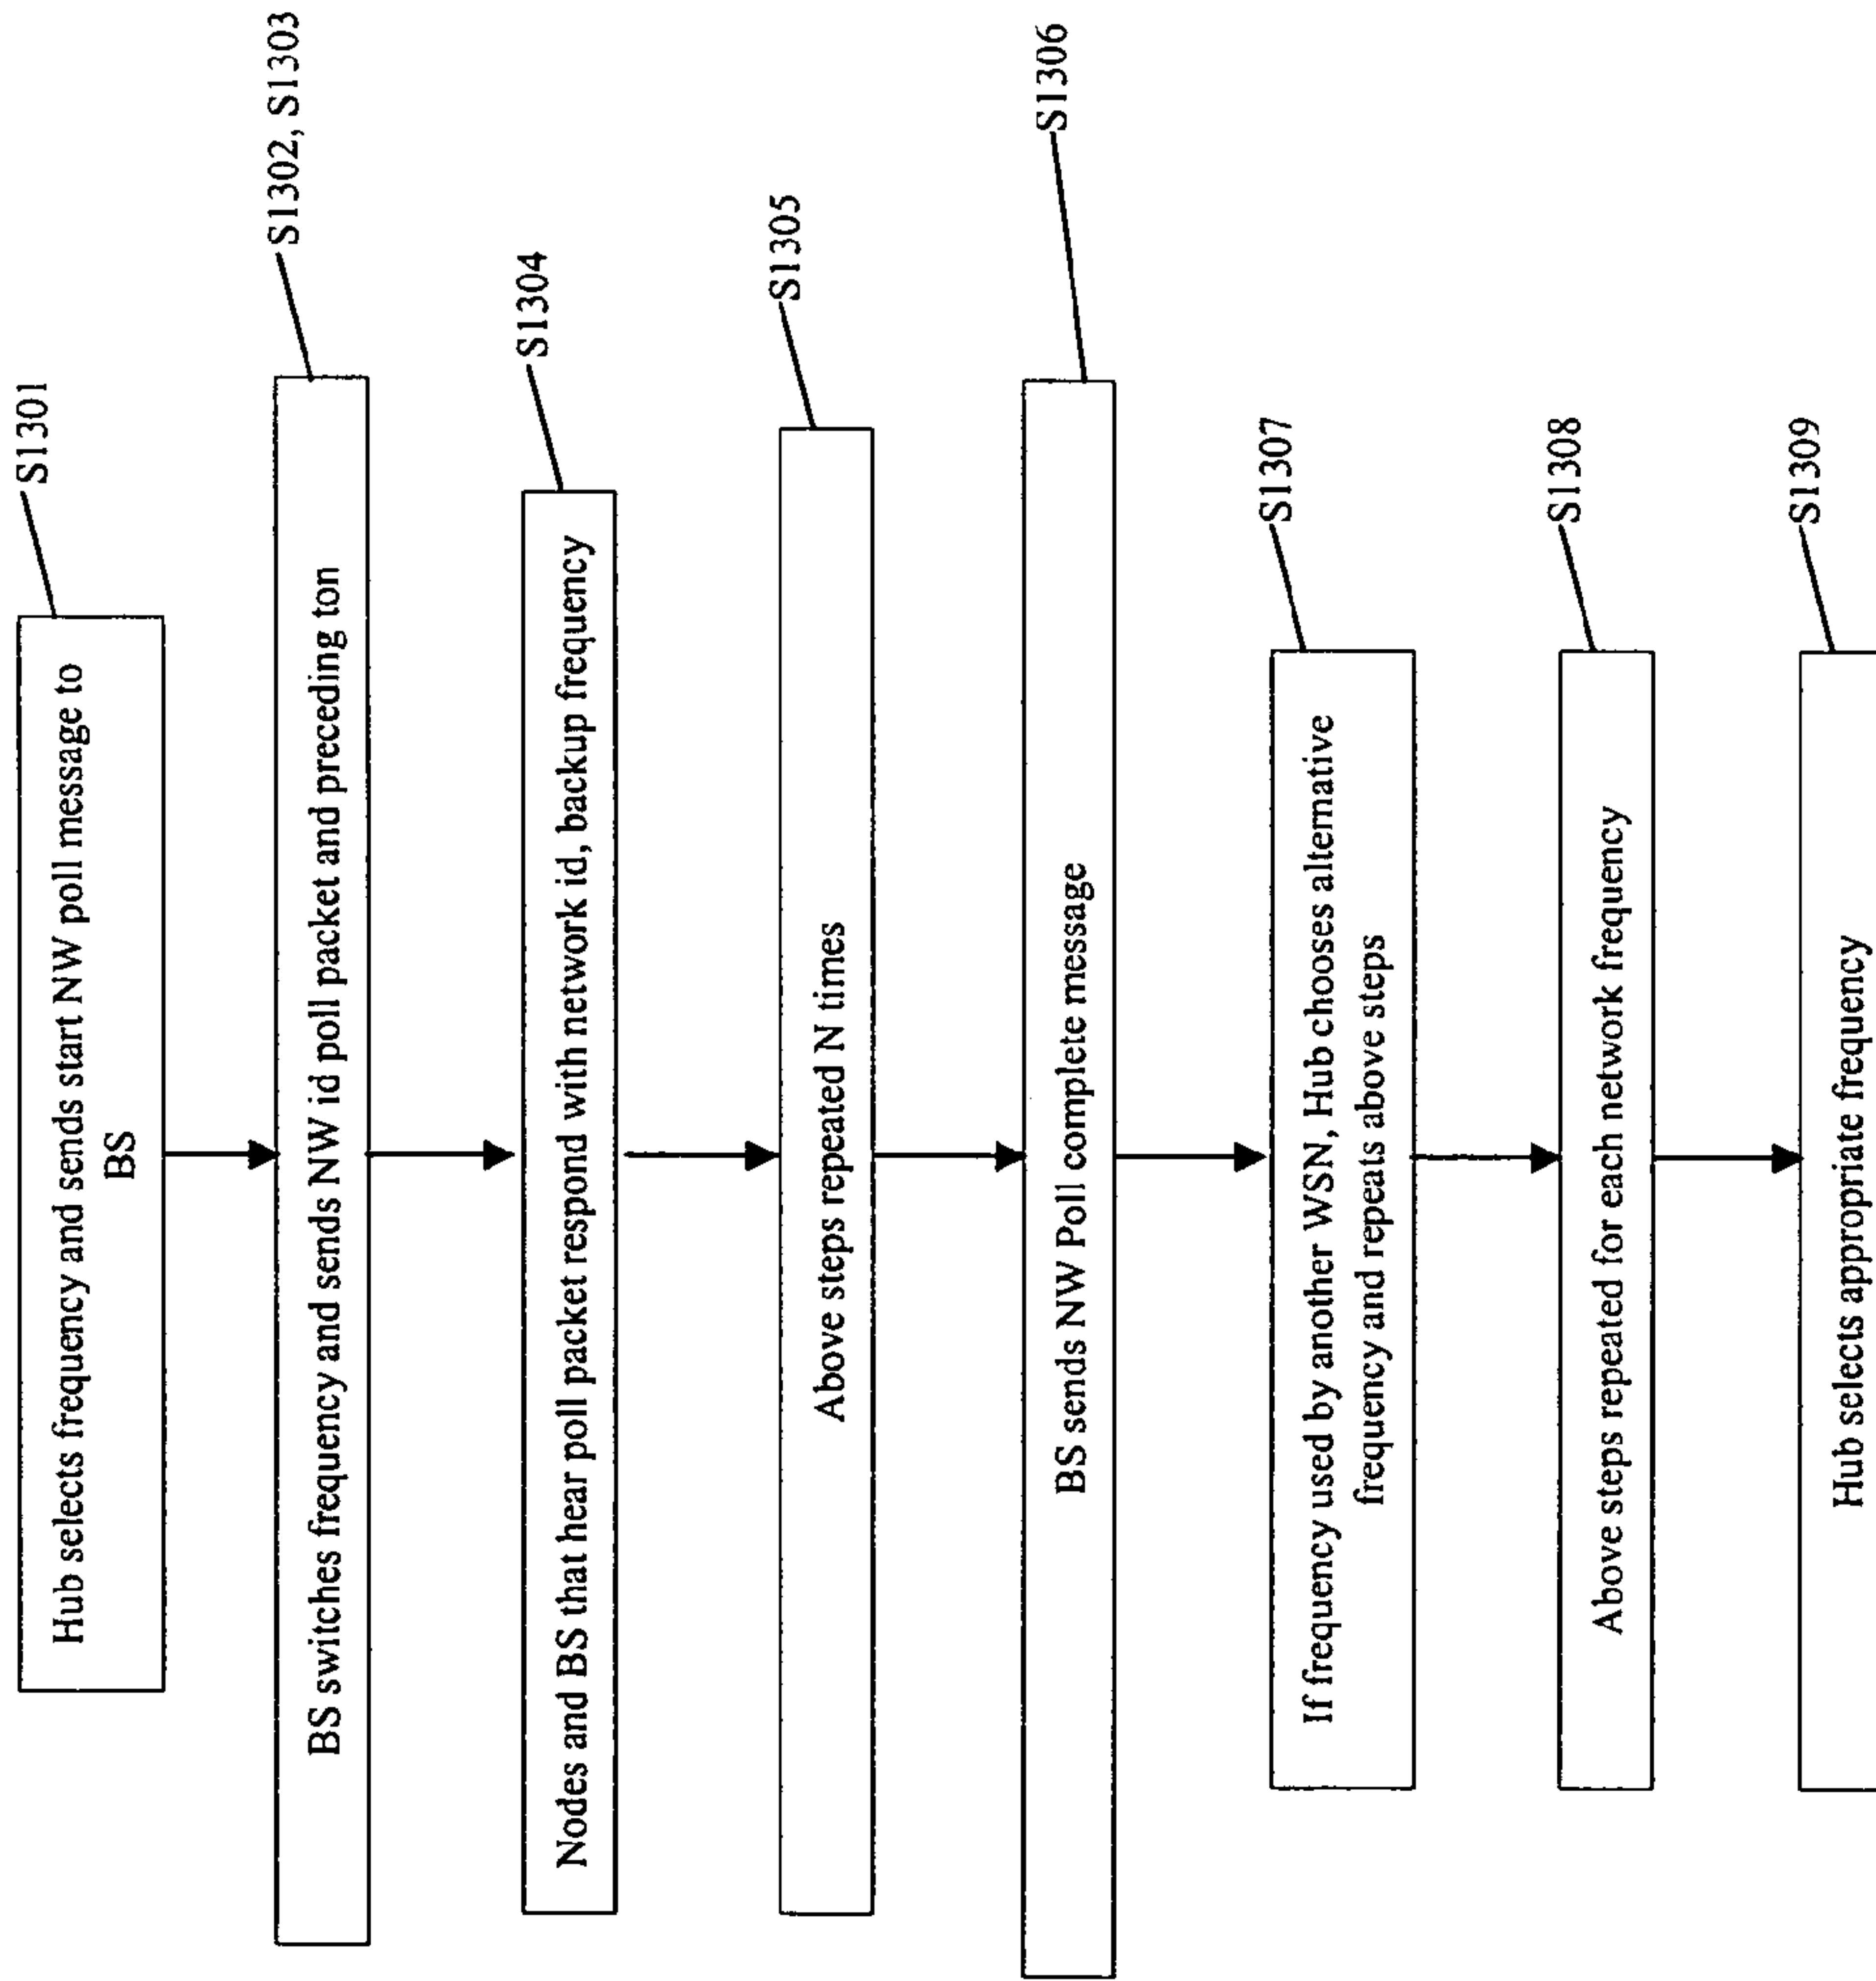 Hub selects frequency and sends start NW poll message to
BS
S1301
BS switches frequency and sends NW id poll packet and preceding ton
S1302, S1303
Nodes and BS that hear poll packet respond with network id, backup frequency
S1304
Above steps repeated N times
S1305
BS sends NW Poll complete message
S1306
If frequency used by another WSN, Hub chooses alternative
frequency and repeats above steps
S1307
Above steps repeated for each network frequency
S1308
Hub selects appropriate frequency
S1309